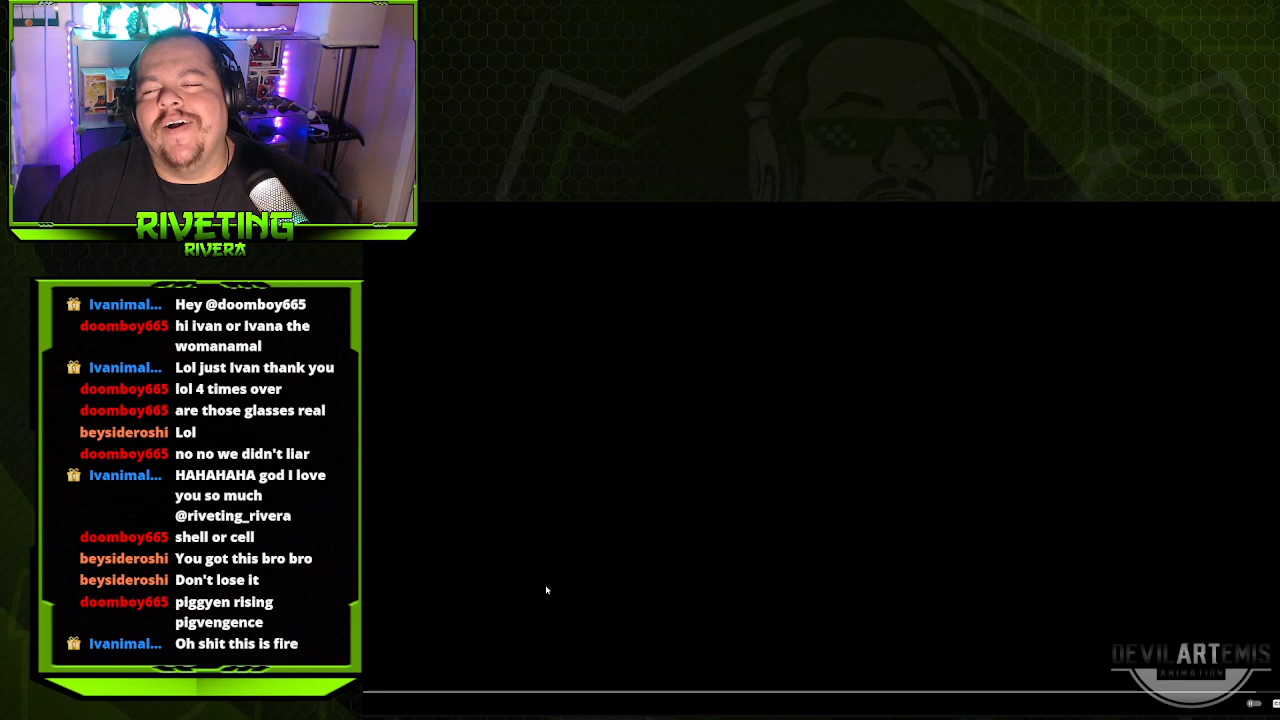 RIVETING
RIVERA
Ivanimal... Hey @doomboy665
doomboy665 hi ivan or Ivana the
womanamal
Ivanimal... Lol just Ivan thank you
doomboy665 lol 4 times over
doomboy665 are those glasses real
beysideroshi Lol
doomboy665 no no we didn't liar
Ivanimal... HAHAHAHA god I love
you so much
@riveting_rivera
doomboy665 shell or cell
beysideroshi You got this bro bro
beysideroshi Don't lose it
doomboy665 piggyen rising
pigvengence
Ivanimal... Oh shit this is fire
DEVILARTEMIS
ANIMATION